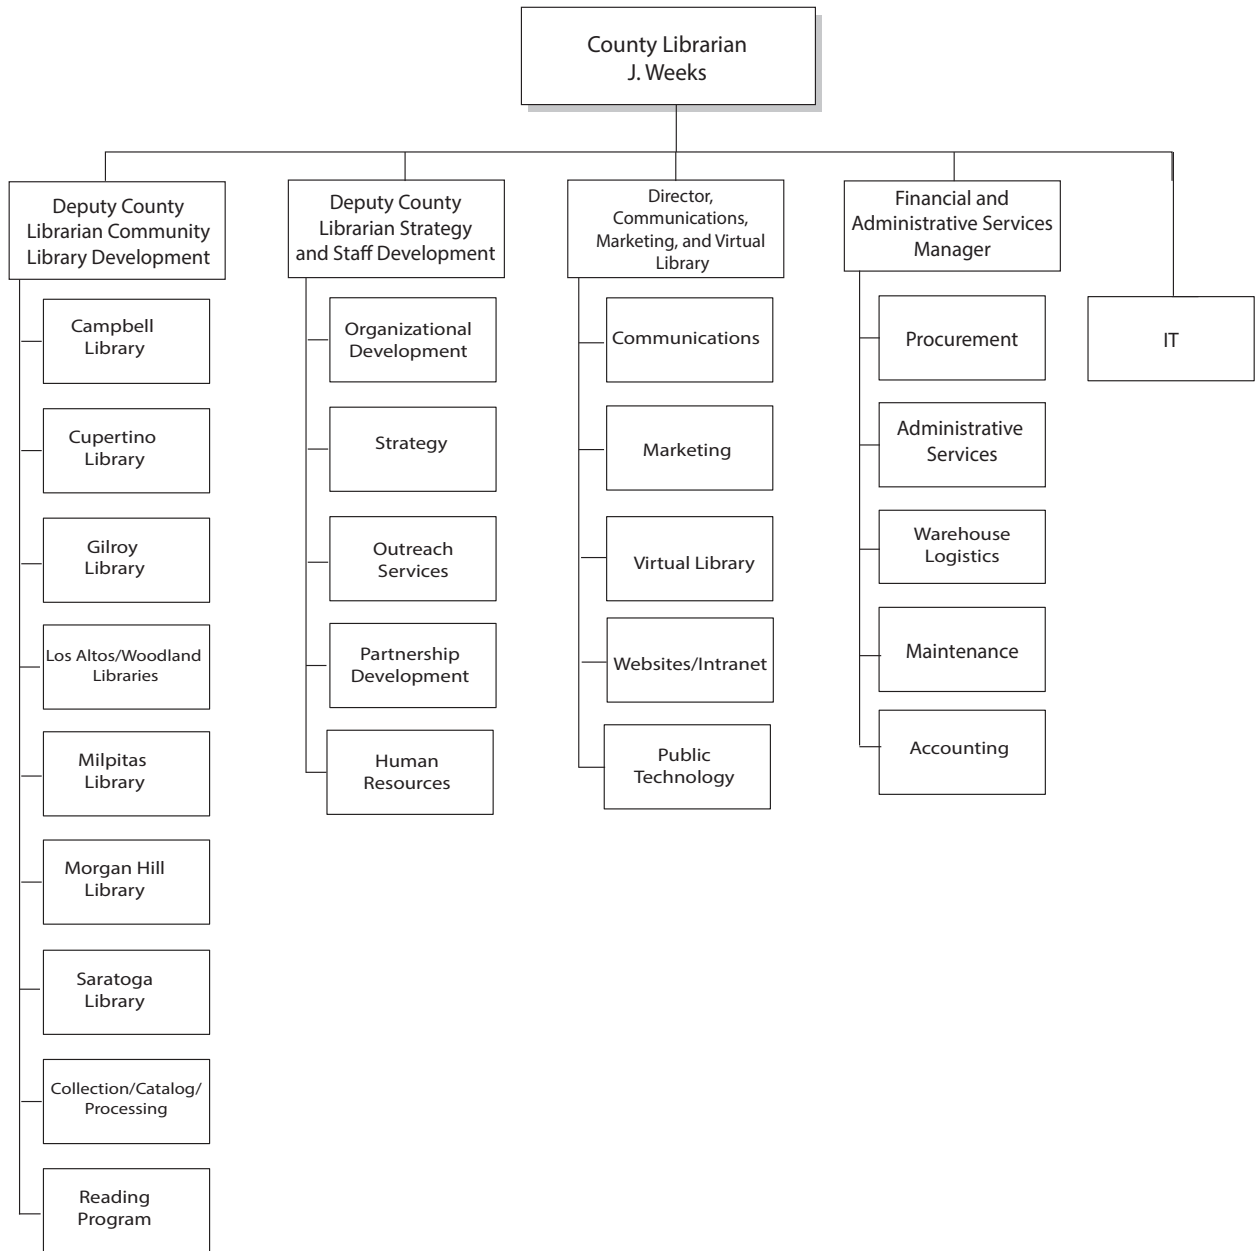 County Librarian
J. Weeks
Deputy County
Librarian Community
Library Development
Campbell
Library
Cupertino
Library
Gilroy
Library
Los Altos/Woodland
Libraries
Milpitas
Library
Morgan Hill
Library
Saratoga
Library
Collection/Catalog/
Processing
Reading
Program
Deputy County
Librarian Strategy
and Staff Development
Organizational
Development
Strategy
Outreach
Services
Partnership
Development
Human
Resources
Director,
Communications,
Marketing, and Virtual
Library
Communications
Marketing
Virtual Library
Websites/Intranet
Public
Technology
Financial and
Administrative Services
Manager
Procurement
Administrative
Services
Warehouse
Logistics
Maintenance
Accounting
IT